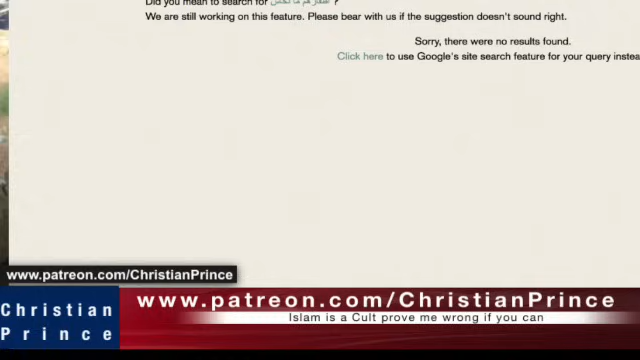 Did you mean to search for ?
We are still working on this feature. Please bear with us if the suggestion doesn't sound right.
Sorry, there were no results found.
Click here to use Google's site search feature for your query instea
www.patreon.com/ChristianPrince
www.patreon.com/ChristianPrince
Islam is a Cult prove me wrong if you can
Christian
Prince